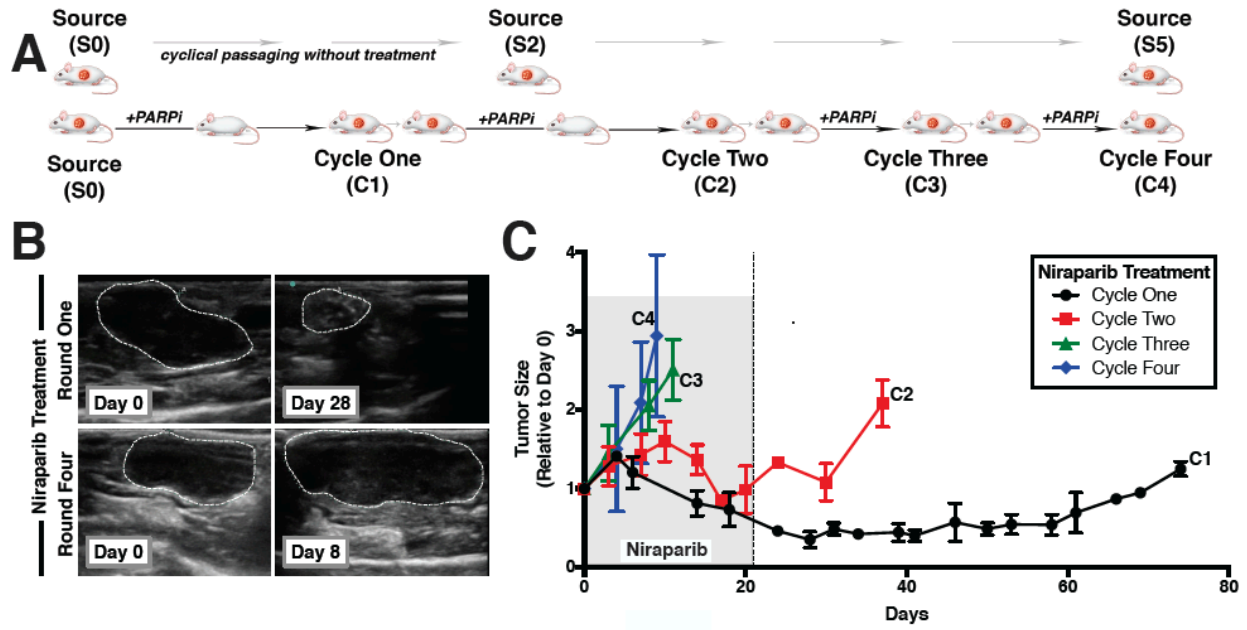 A
Source
(S0)
cyclical passaging without treatment
Source
(S2)
Source
(S5)
+PARPi
+PARPi
+PARPi
+PARPi
Source
(S0)
Cycle One
(C1)
Cycle Two
(C2)
Cycle Three
(C3)
Cycle Four
(C4)
B
Niraparib Treatment
Round One
Day 0
Day 28
Round Four
Day 0
Day 8
C
Tumor Size
(Relative to Day 0)
4
3
2
1
0
C4
C3
C2
C1
Niraparib
Niraparib Treatment
Cycle One
Cycle Two
Cycle Three
Cycle Four
0
20
40
60
80
Days